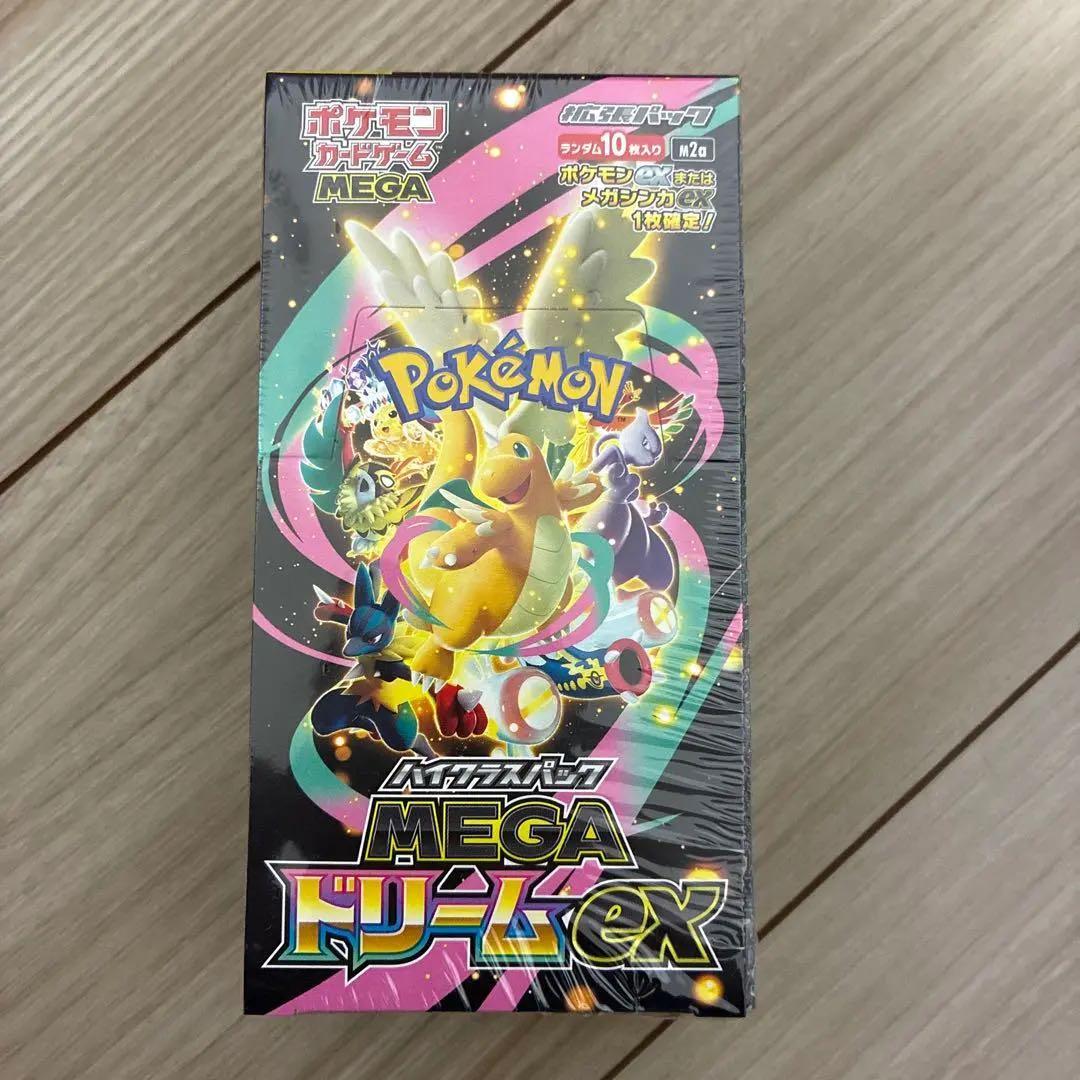 ポケモン
カードゲーム™
MEGA
拡張パック
ランダム10枚入り M2a
ポケモンexまたは
メガシンカex
1枚確定!
POKéMON
™
ハイクラスパック
MEGA
ドリームex